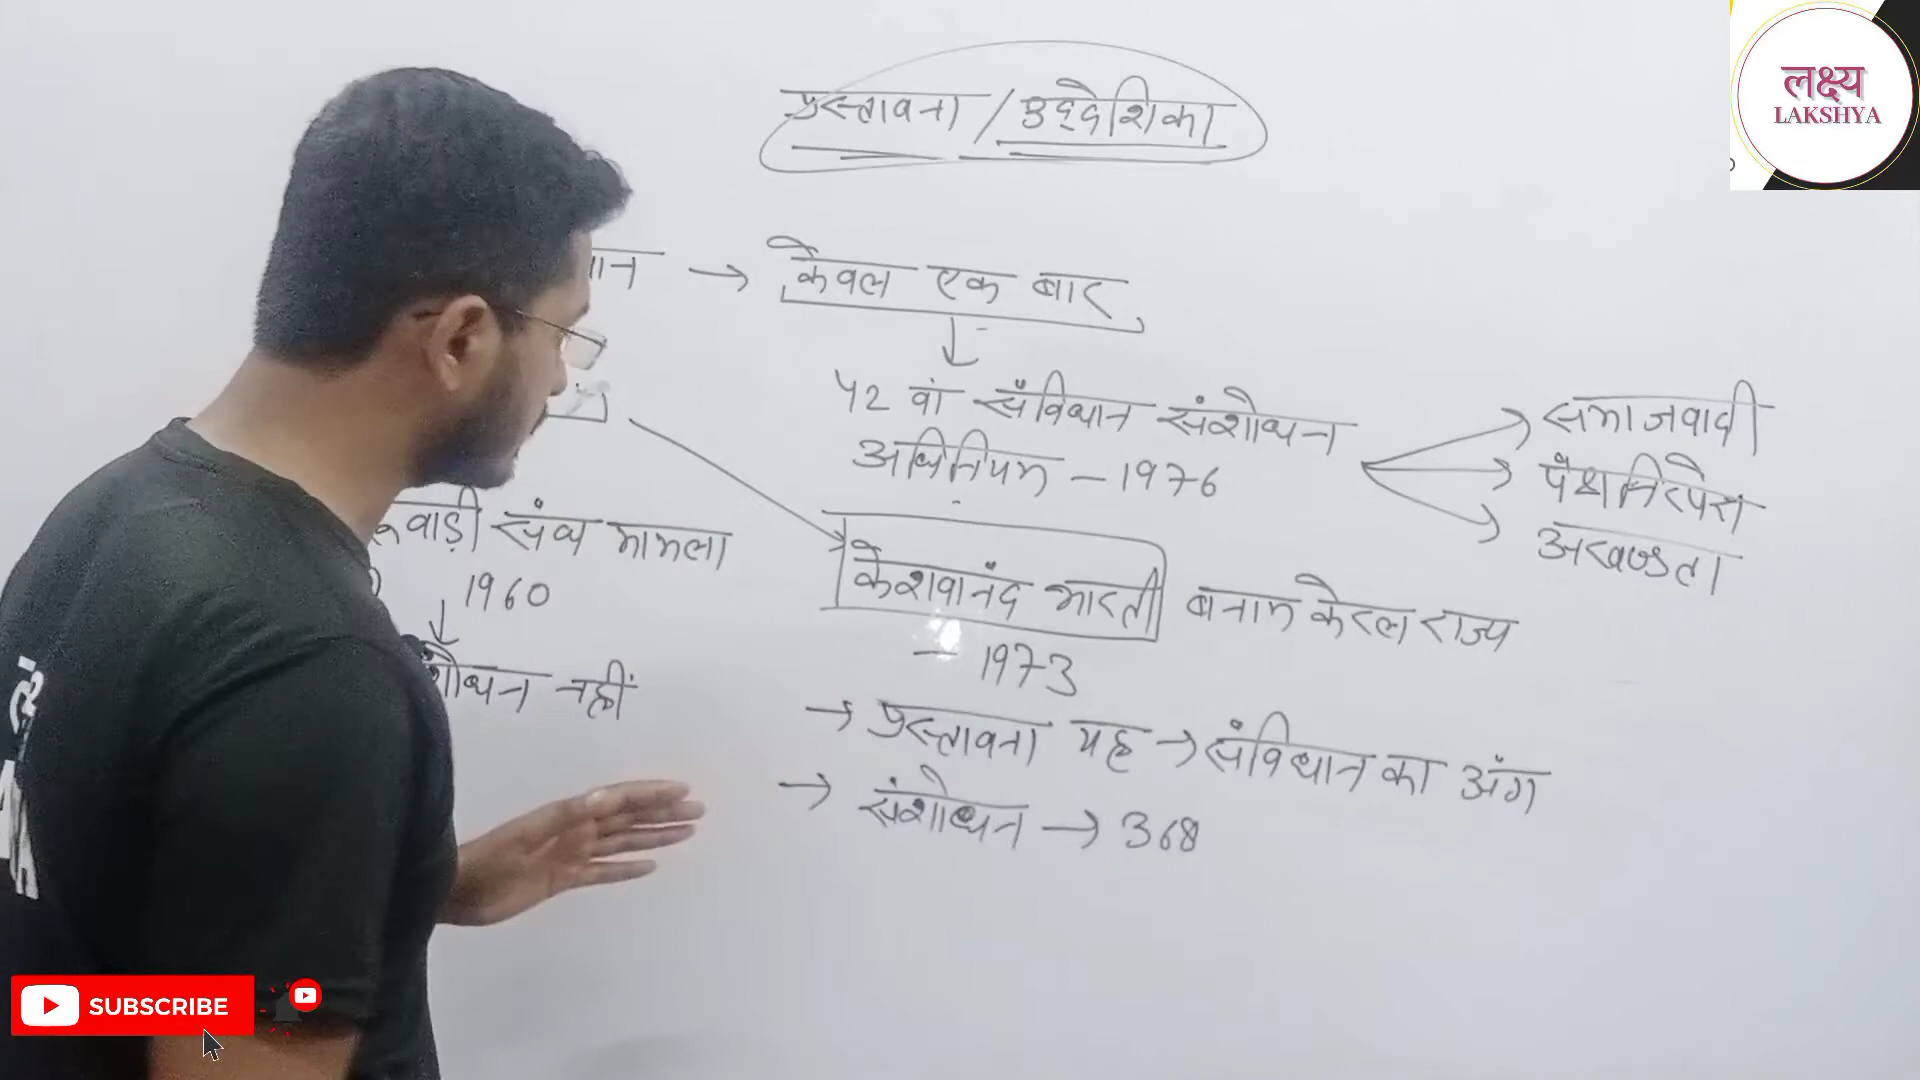 प्रस्तावना / उद्देशिका
लक्ष्य
LAKSHYA
→ केवल एक बार
42 वां संविधान संशोधन
अधिनियम – 1976
समाजवादी
पंथनिरपेक्ष
अखण्डता
वाड़ी संघ मामला
1960
केशवानंद भारती बनाम केरल राज्य
– 1973
शोधन नहीं
→ प्रस्तावना यह → संविधान का अंग
→ संशोधन → 368
SUBSCRIBE